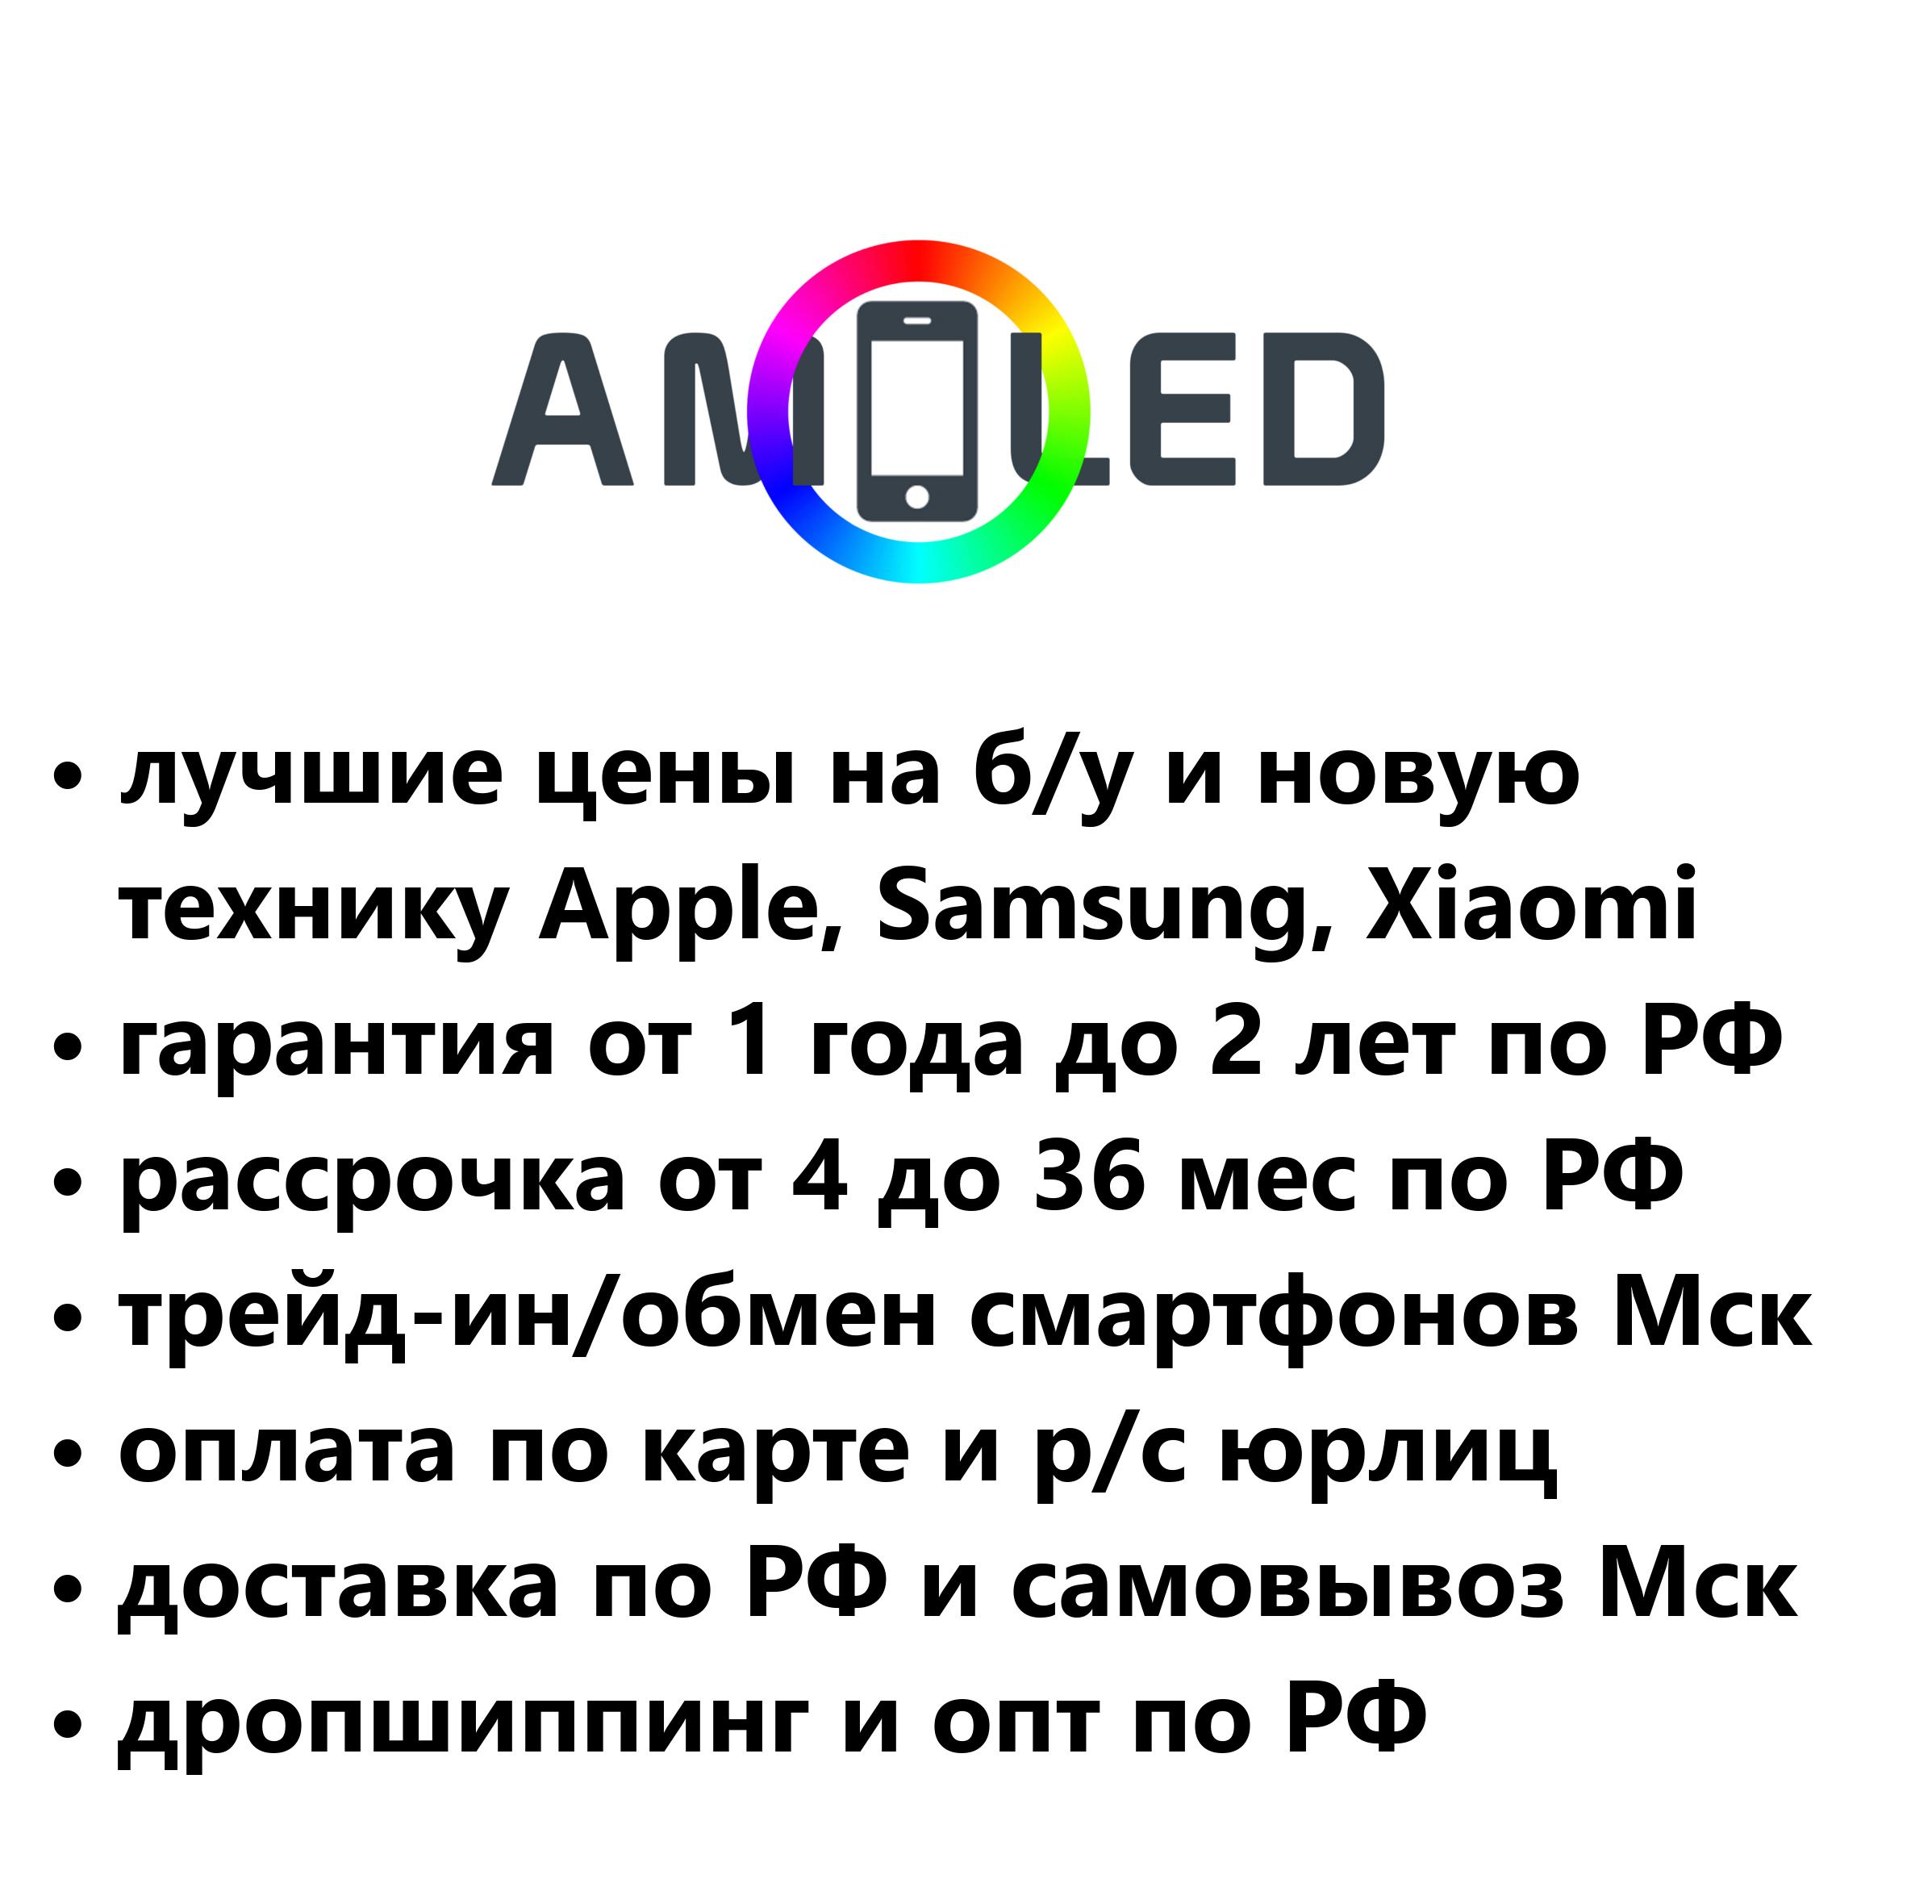 AMOLED
• лучшие цены на б/у и новую
технику Apple, Samsung, Xiaomi
• гарантия от 1 года до 2 лет по РФ
• рассрочка от 4 до 36 мес по РФ
• трейд-ин/обмен смартфонов Мск
• оплата по карте и р/с юрлиц
• доставка по РФ и самовывоз Мск
• дропшиппинг и опт по РФ